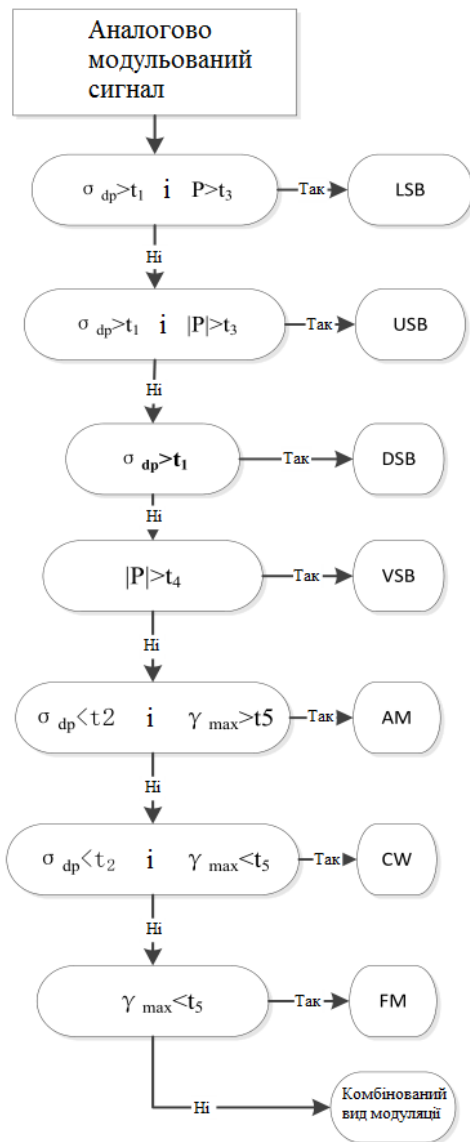 Аналогово
модульований
сигнал
σ dp>t₁ і P>t₃
Так
LSB
Ні
σ dp>t₁ і |P|>t₃
Так
USB
Ні
σ dp>t₁
Так
DSB
Ні
|P|>t₄
Так
VSB
Ні
σ dp<t2 і γ max>t5
Так
AM
Ні
σ dp<t₂ і γ max<t₅
Так
CW
Ні
γ max<t₅
Так
FM
Ні
Комбінований
вид модуляції